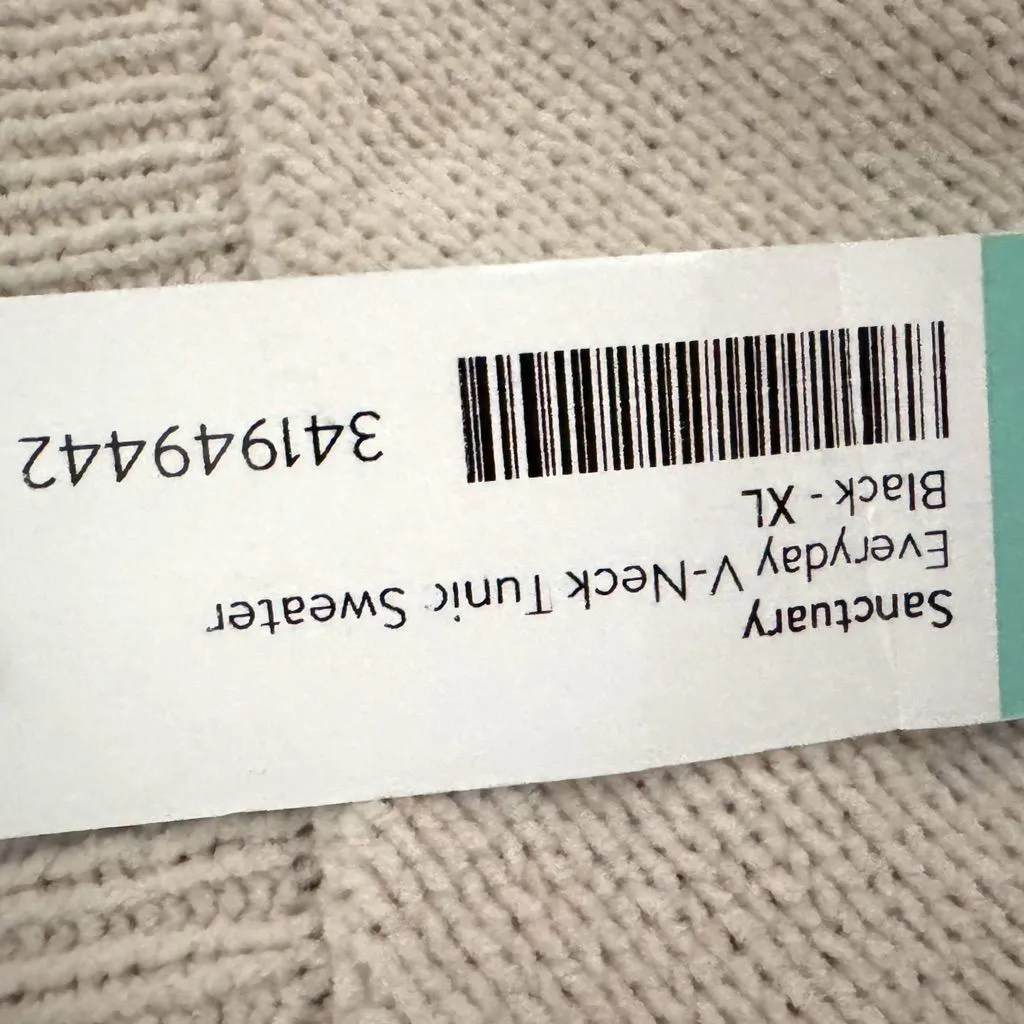 Sanctuary
Everyday V-Neck Tunic Sweater
Black - XL
341949442